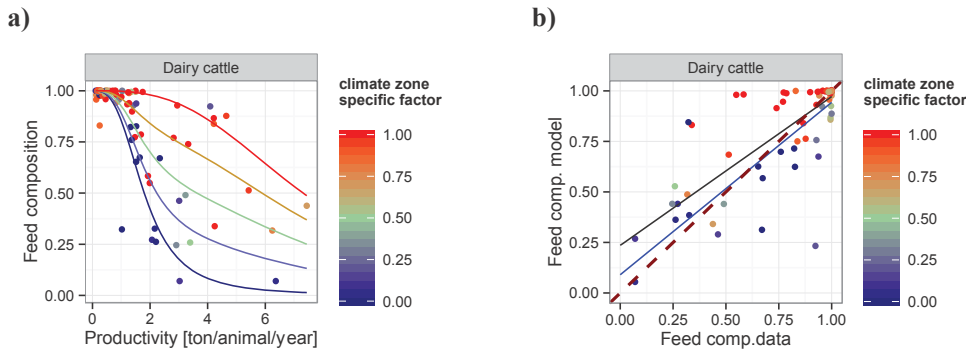 a)
Dairy cattle
Feed composition
1.00
0.75
0.50
0.25
0.00
0
2
4
6
Productivity [ton/animal/year]
climate zone
specific factor
1.00
0.75
0.50
0.25
0.00
b)
Dairy cattle
Feed comp. model
1.00
0.75
0.50
0.25
0.00
0.00
0.25
0.50
0.75
1.00
Feed comp.data
climate zone
specific factor
1.00
0.75
0.50
0.25
0.00